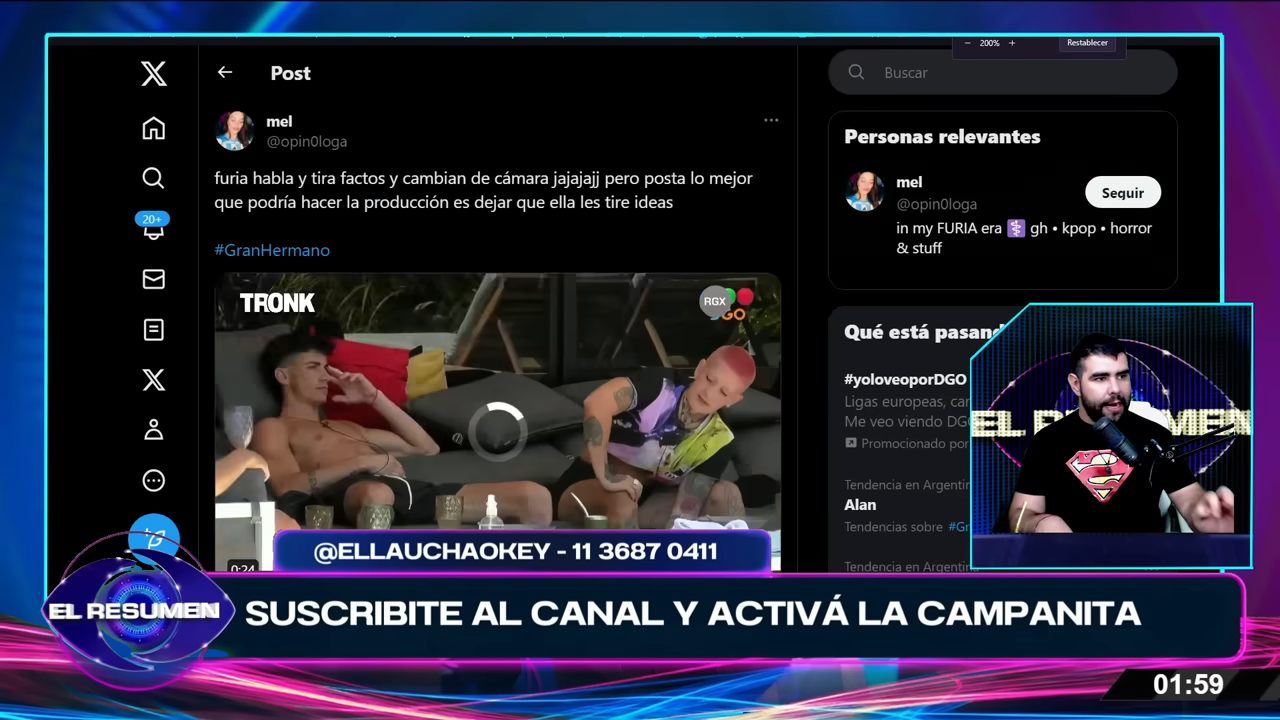 200%
Restablecer
Post
Buscar
mel
@opin0loga
furia habla y tira factos y cambian de cámara jajajajj pero posta lo mejor
que podría hacer la producción es dejar que ella les tire ideas
#GranHermano
TRONK
RGX
GO
0:24
20+
Personas relevantes
mel
@opin0loga
Seguir
in my FURIA era ⚕ gh • kpop • horror
& stuff
Qué está pasand
#yoloveoporDGO
Ligas europeas, car
Me veo viendo DG
Promocionado por
Tendencia en Argentin
Alan
Tendencias sobre #Gr
Tendencia en Argentin
EL RESUMEN
@ELLAUCHAOKEY - 11 3687 0411
EL RESUMEN
SUSCRIBITE AL CANAL Y ACTIVÁ LA CAMPANITA
01:59